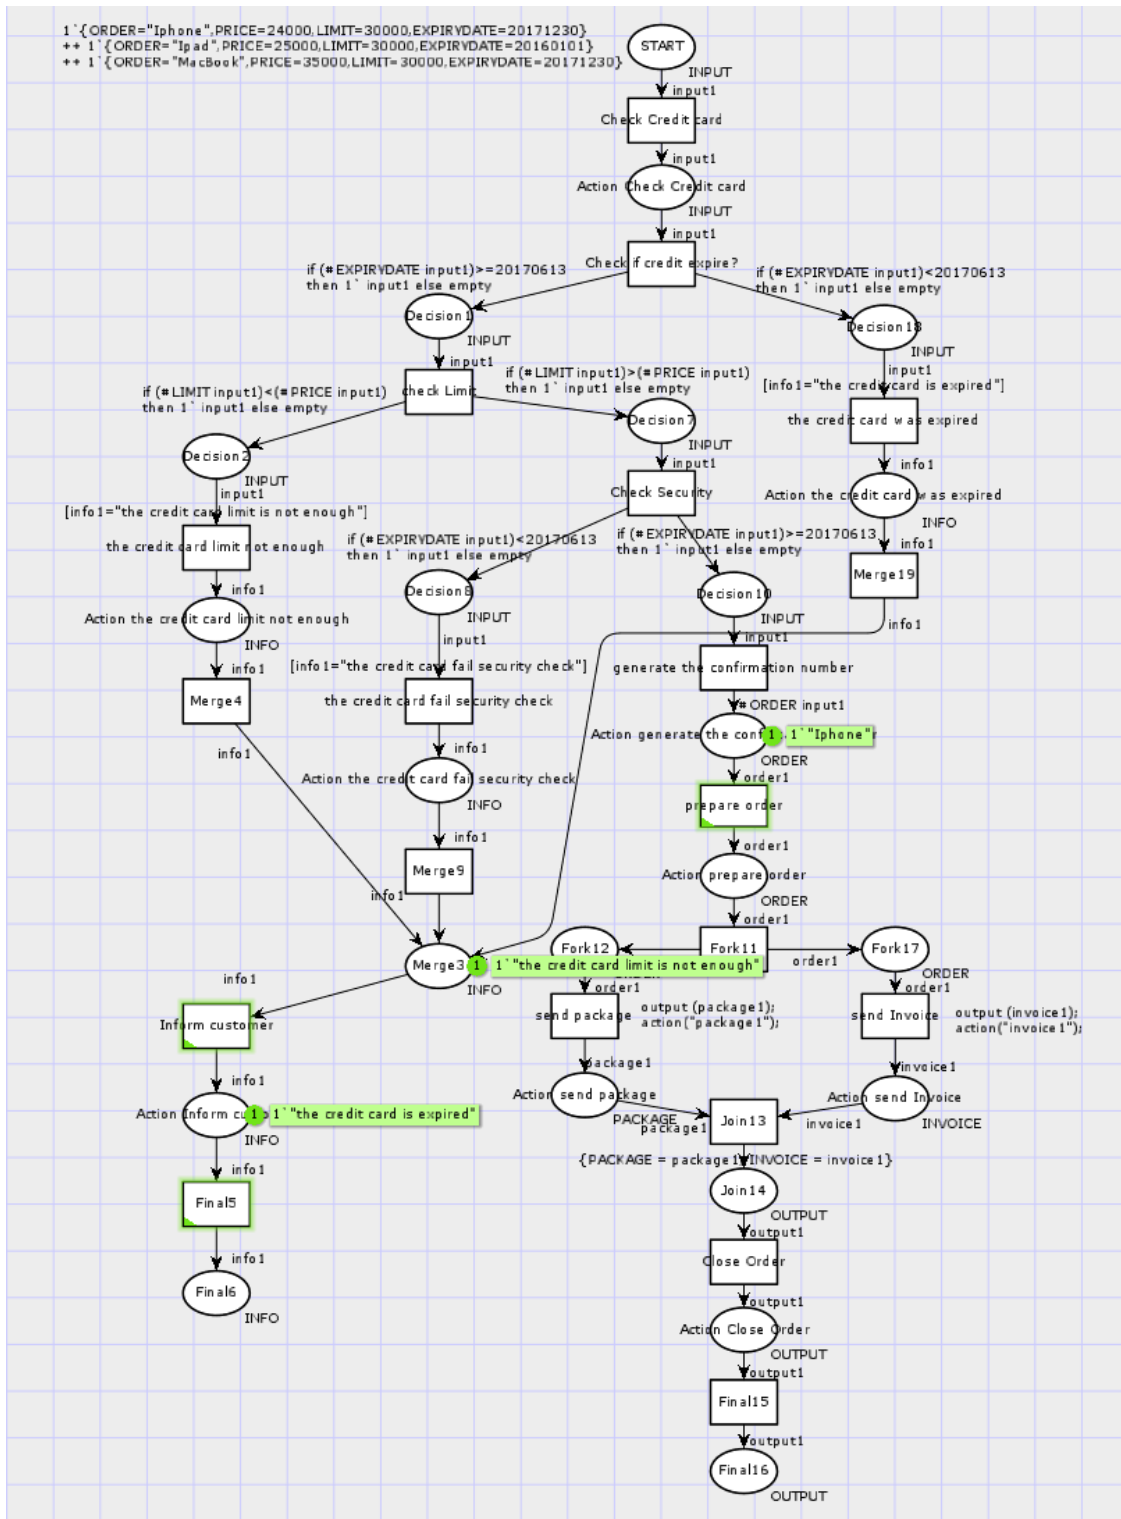 1`{ORDER="Iphone",PRICE=24000,LIMIT=30000,EXPIRYDATE=20171230}
++ 1`{ORDER="Ipad",PRICE=25000,LIMIT=30000,EXPIRYDATE=20160101}
++ 1`{ORDER="MacBook",PRICE=35000,LIMIT=30000,EXPIRYDATE=20171230}
START
INPUT
input1
Check Credit card
input1
Action Check Credit card
INPUT
input1
Check if credit expire?
if (#EXPIRYDATE input1)>=20170613
then 1` input1 else empty
if (#EXPIRYDATE input1)<20170613
then 1` input1 else empty
Decision1
INPUT
Decision18
INPUT
input1
input1
check Limit
if (#LIMIT input1)<(#PRICE input1)
then 1` input1 else empty
if (#LIMIT input1)>(#PRICE input1)
then 1` input1 else empty
[info1="the credit card is expired"]
the credit card was expired
Decision2
INPUT
Decision7
INPUT
input1
input1
info1
Check Security
Action the credit card was expired
INFO
[info1="the credit card limit is not enough"]
the credit card limit not enough
if (#EXPIRYDATE input1)<20170613
then 1` input1 else empty
if (#EXPIRYDATE input1)>=20170613
then 1` input1 else empty
info1
Merge19
info1
info1
Decision8
INPUT
Decision10
INPUT
Action the credit card limit not enough
INFO
input1
input1
info1
[info1="the credit card fail security check"]
the credit card fail security check
generate the confirmation number
Merge4
info1
#ORDER input1
info1
Action generate the conf
1
1`"Iphone"
ORDER
Action the credit card fail security check
INFO
order1
prepare order
info1
order1
Merge9
Action prepare order
ORDER
info1
order1
Merge3
INFO
1
1`"the credit card limit is not enough"
Fork12
Fork11
order1
Fork17
ORDER
order1
order1
info1
Inform customer
send package
output (package1);
action("package1");
send Invoice
output (invoice1);
action("invoice1");
info1
package1
invoice1
Action Inform
1
1`"the credit card is expired"
INFO
Action send package
PACKAGE
package1
Action send Invoice
INVOICE
invoice1
Join13
info1
{PACKAGE = package1, INVOICE = invoice1}
Final5
Join14
OUTPUT
info1
output1
Close Order
Final6
INFO
output1
Action Close Order
OUTPUT
output1
Final15
output1
Final16
OUTPUT